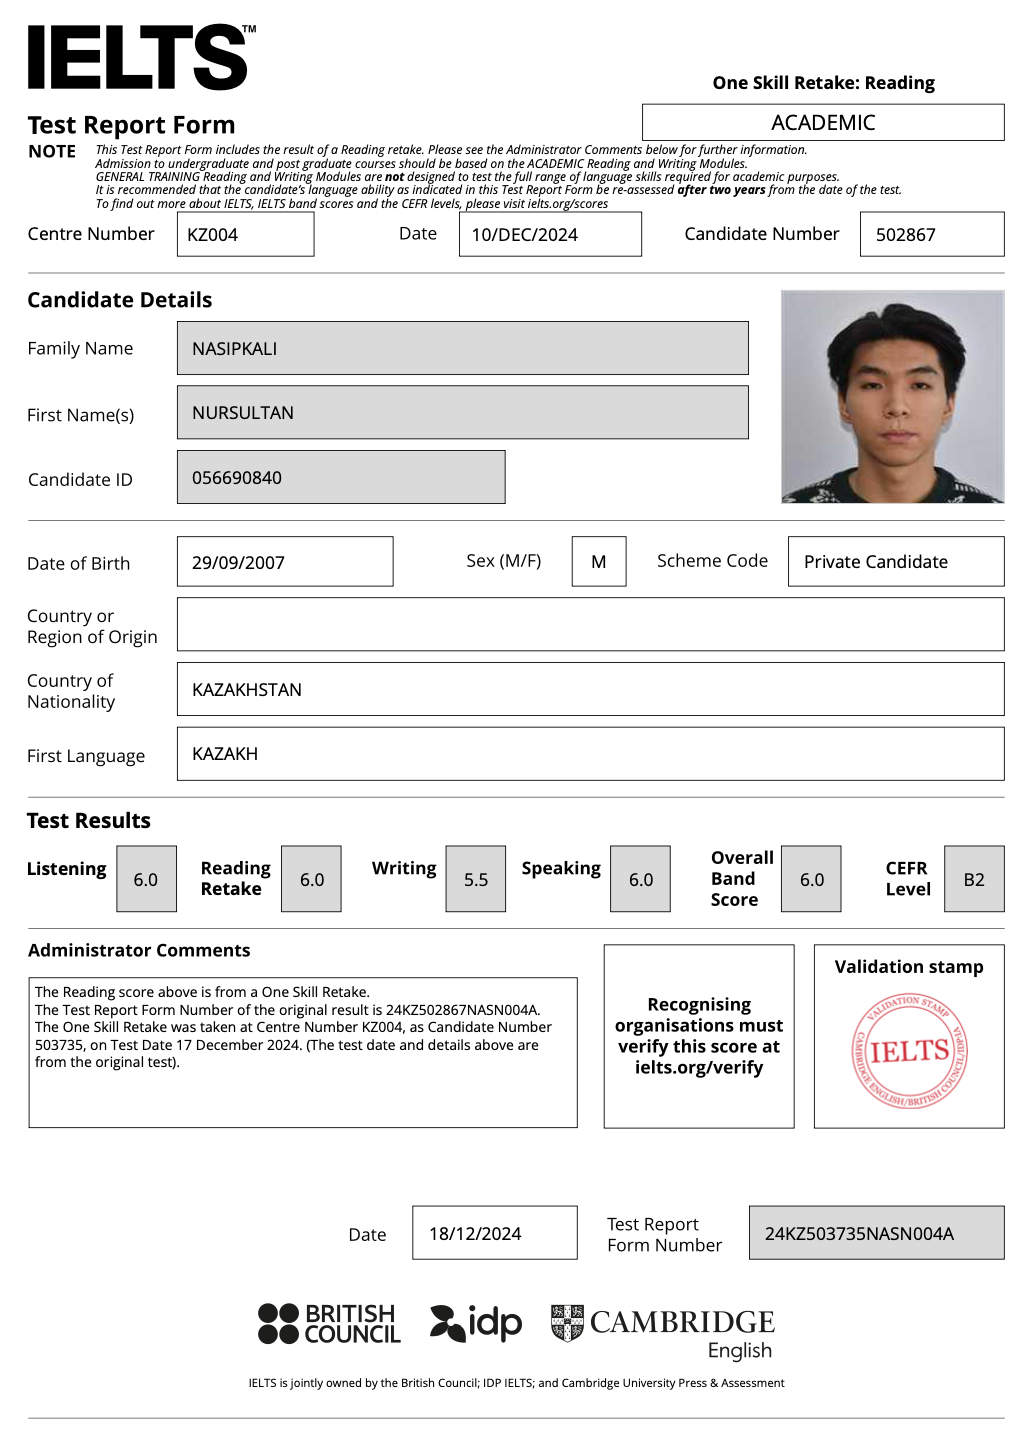 IELTS™
One Skill Retake: Reading
Test Report Form
ACADEMIC
NOTE
This Test Report Form includes the result of a Reading retake. Please see the Administrator Comments below for further information.
Admission to undergraduate and post graduate courses should be based on the ACADEMIC Reading and Writing Modules.
GENERAL TRAINING Reading and Writing Modules are not designed to test the full range of language skills required for academic purposes.
It is recommended that the candidate's language ability as indicated in this Test Report Form be re-assessed after two years from the date of the test.
To find out more about IELTS, IELTS band scores and the CEFR levels, please visit ielts.org/scores
Centre Number KZ004 Date 10/DEC/2024 Candidate Number 502867
Candidate Details
Family Name NASIPKALI
First Name(s) NURSULTAN
Candidate ID 056690840
Date of Birth 29/09/2007 Sex (M/F) M Scheme Code Private Candidate
Country or
Region of Origin
Country of
Nationality
KAZAKHSTAN
First Language KAZAKH
Test Results
Listening 6.0
Reading
Retake
6.0
Writing 5.5
Speaking 6.0
Overall
Band
Score
6.0
CEFR
Level
B2
Administrator Comments
The Reading score above is from a One Skill Retake.
The Test Report Form Number of the original result is 24KZ502867NASN004A.
The One Skill Retake was taken at Centre Number KZ004, as Candidate Number
503735, on Test Date 17 December 2024. (The test date and details above are
from the original test).
Recognising
organisations must
verify this score at
ielts.org/verify
Validation stamp
VALIDATION STAMP
IELTS
CAMBRIDGE ENGLISH/BRITISH COUNCIL/IDP:IA
Date 18/12/2024
Test Report
Form Number
24KZ503735NASN004A
BRITISH
COUNCIL
idp
CAMBRIDGE
English
IELTS is jointly owned by the British Council; IDP IELTS; and Cambridge University Press & Assessment